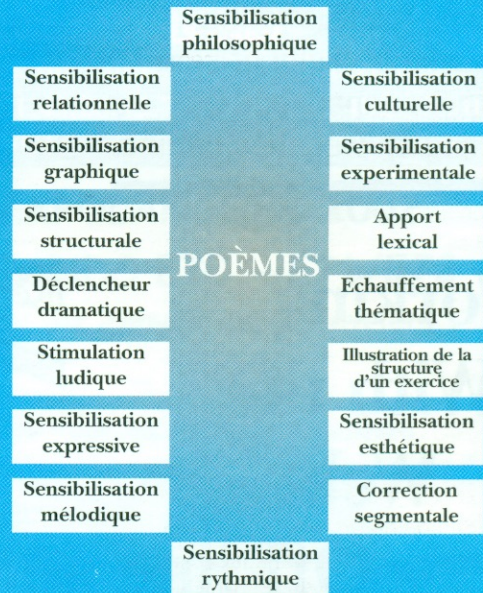 Sensibilisation
philosophique
Sensibilisation
relationnelle
Sensibilisation
culturelle
Sensibilisation
graphique
Sensibilisation
experimentale
Sensibilisation
structurale
Apport
lexical
POÈMES
Déclencheur
dramatique
Echauffement
thématique
Stimulation
ludique
Illustration de la
structure
d'un exercice
Sensibilisation
expressive
Sensibilisation
esthétique
Sensibilisation
mélodique
Correction
segmentale
Sensibilisation
rythmique